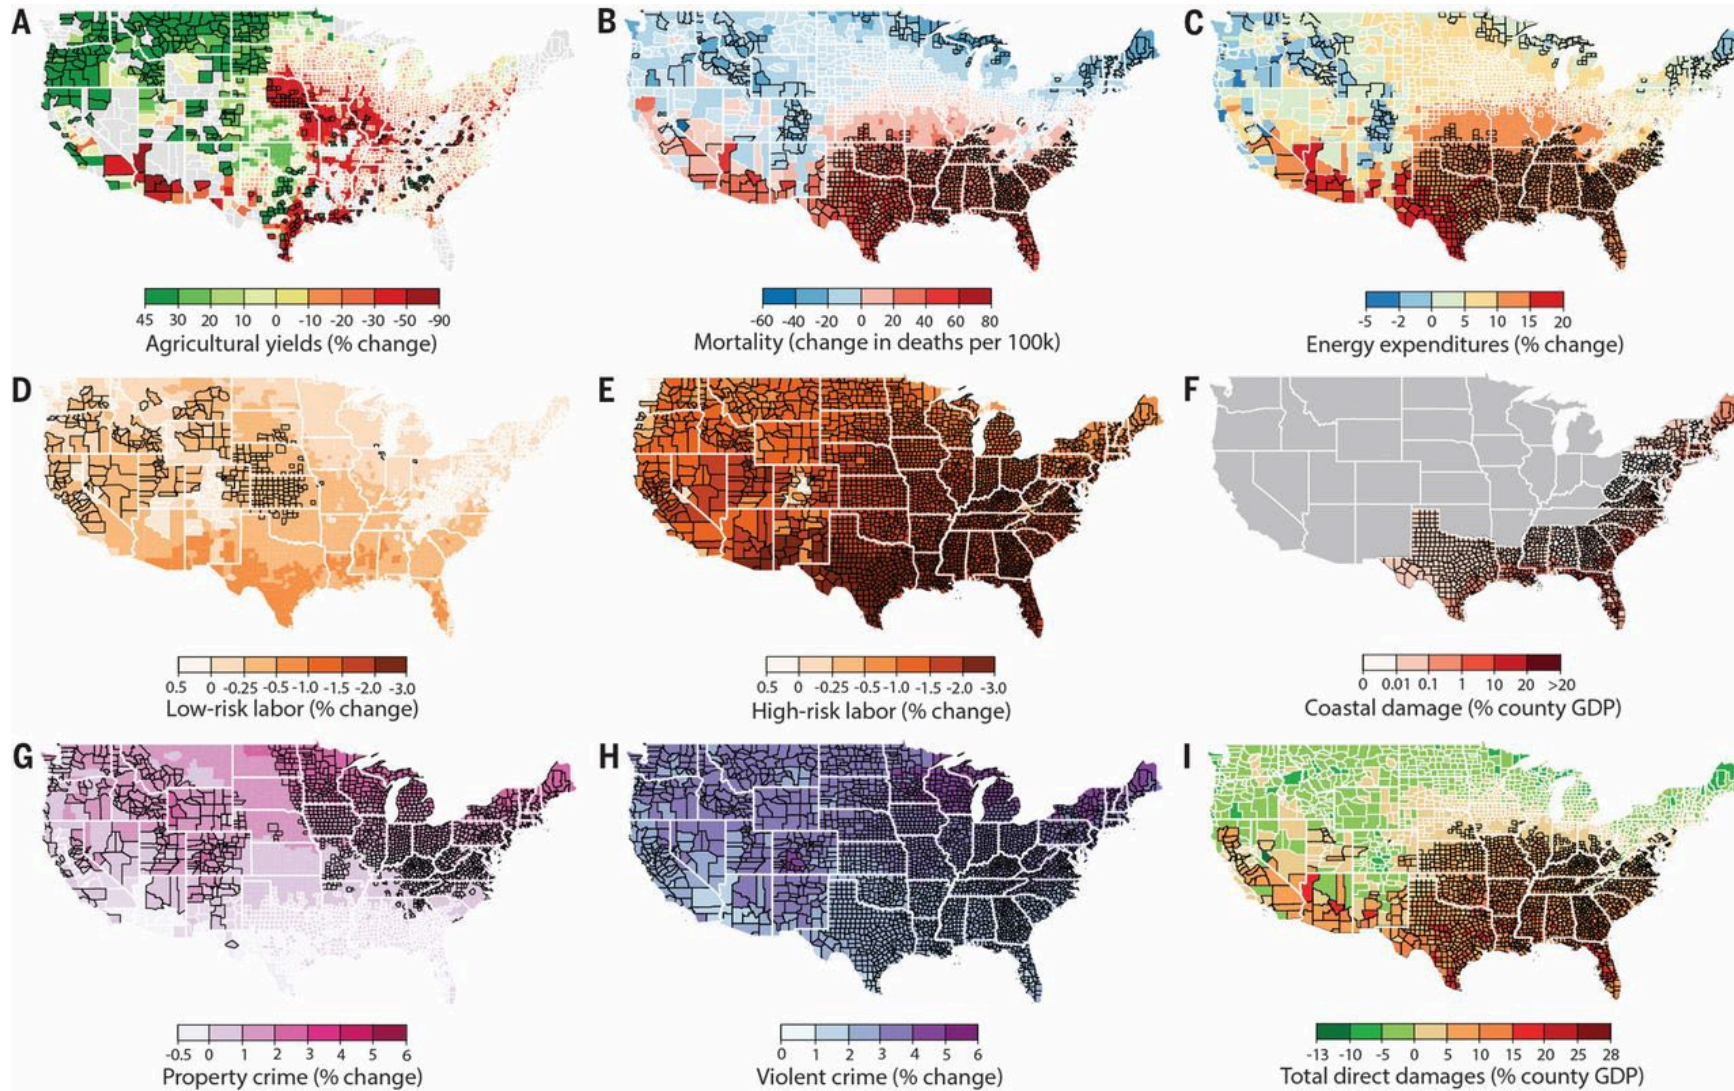 A
B
C
45 30 20 10 0 -10 -20 -30 -50 -90
Agricultural yields (% change)
-60 -40 -20 0 20 40 60 80
Mortality (change in deaths per 100k)
-5 -2 0 5 10 15 20
Energy expenditures (% change)
D
E
F
0.5 0 -0.25 -0.5 -1.0 -1.5 -2.0 -3.0
Low-risk labor (% change)
0.5 0 -0.25 -0.5 -1.0 -1.5 -2.0 -3.0
High-risk labor (% change)
0 0.01 0.1 1 10 20 >20
Coastal damage (% county GDP)
G
H
I
-0.5 0 1 2 3 4 5 6
Property crime (% change)
0 1 2 3 4 5 6
Violent crime (% change)
-13 -10 -5 0 5 10 15 20 25 28
Total direct damages (% county GDP)